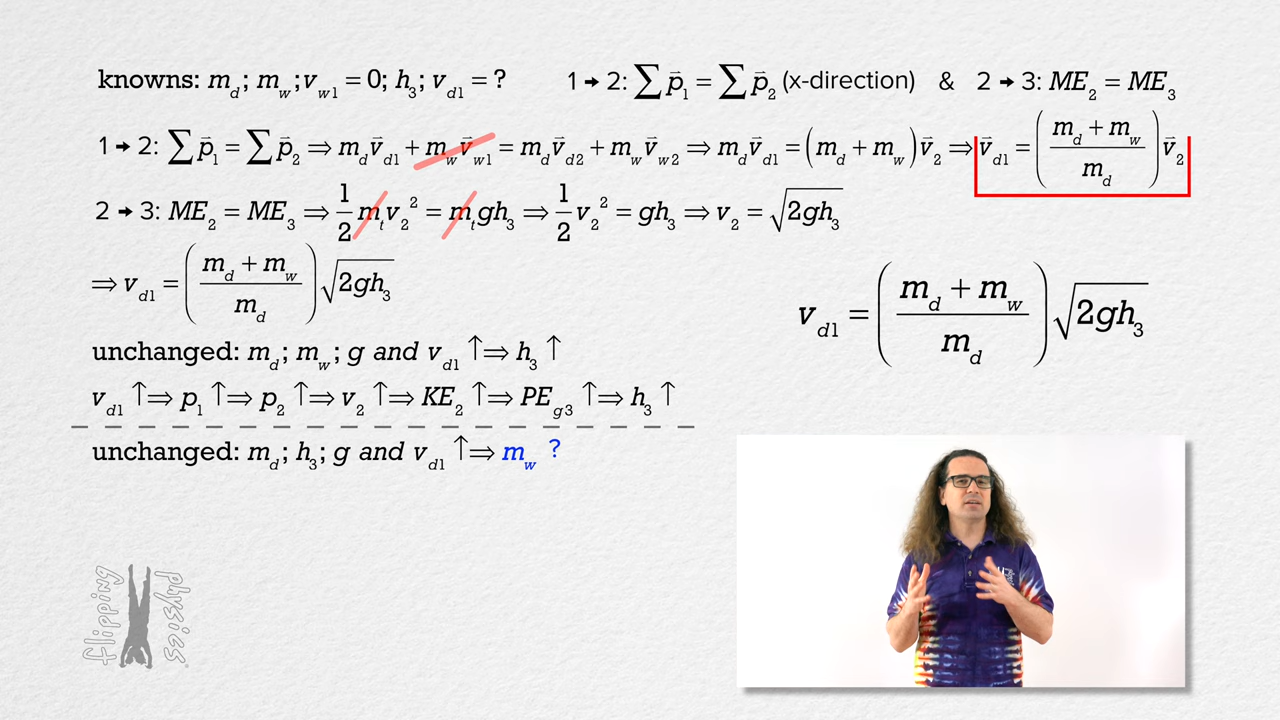 knowns: m_d; m_w; v_w1 = 0; h_3; v_d1 = ?   1 → 2: ∑p⃗_1 = ∑p⃗_2 (x-direction)   &   2 → 3: ME_2 = ME_3
1 → 2: ∑p⃗_1 = ∑p⃗_2 ⇒ m_d v⃗_d1 + m_w v⃗_w1 = m_d v⃗_d2 + m_w v⃗_w2 ⇒ m_d v⃗_d1 = (m_d + m_w) v⃗_2 ⇒ v⃗_d1 = ((m_d + m_w)/m_d) v⃗_2
2 → 3: ME_2 = ME_3 ⇒ 1/2 m_t v_2² = m_t gh_3 ⇒ 1/2 v_2² = gh_3 ⇒ v_2 = √(2gh_3)
⇒ v_d1 = ((m_d + m_w)/m_d) √(2gh_3)
v_d1 = ((m_d + m_w)/m_d) √(2gh_3)
unchanged: m_d; m_w; g and v_d1 ↑⇒ h_3 ↑
v_d1 ↑⇒ p_1 ↑⇒ p_2 ↑⇒ v_2 ↑⇒ KE_2 ↑⇒ PE_g3 ↑⇒ h_3 ↑
unchanged: m_d; h_3; g and v_d1 ↑⇒ m_w ?
flipping
physics